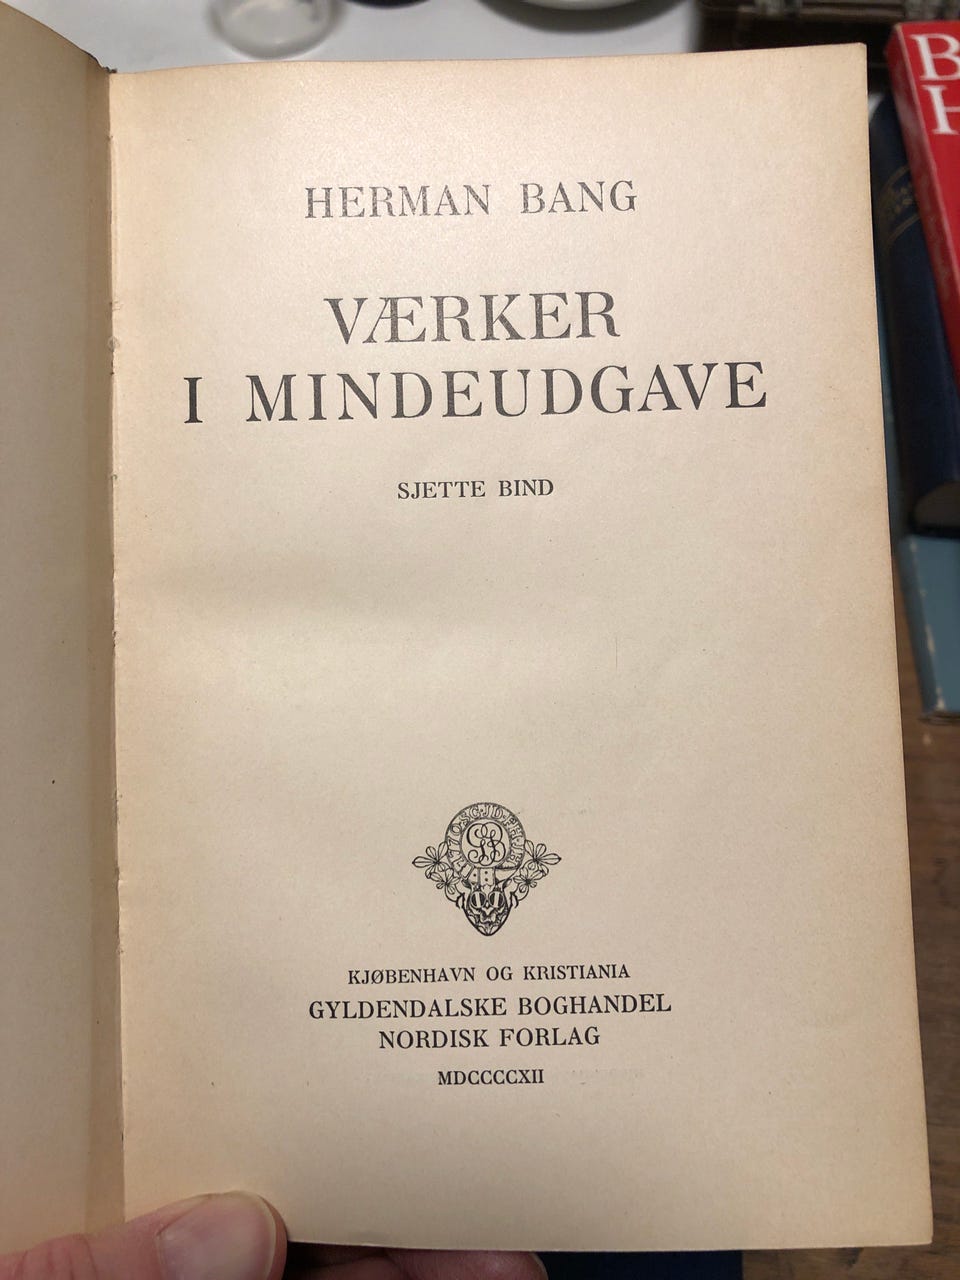 HERMAN BANG
VÆRKER
I MINDEUDGAVE
SJETTE BIND
KJØBENHAVN OG KRISTIANIA
GYLDENDALSKE BOGHANDEL
NORDISK FORLAG
MDCCCCXII
B
H